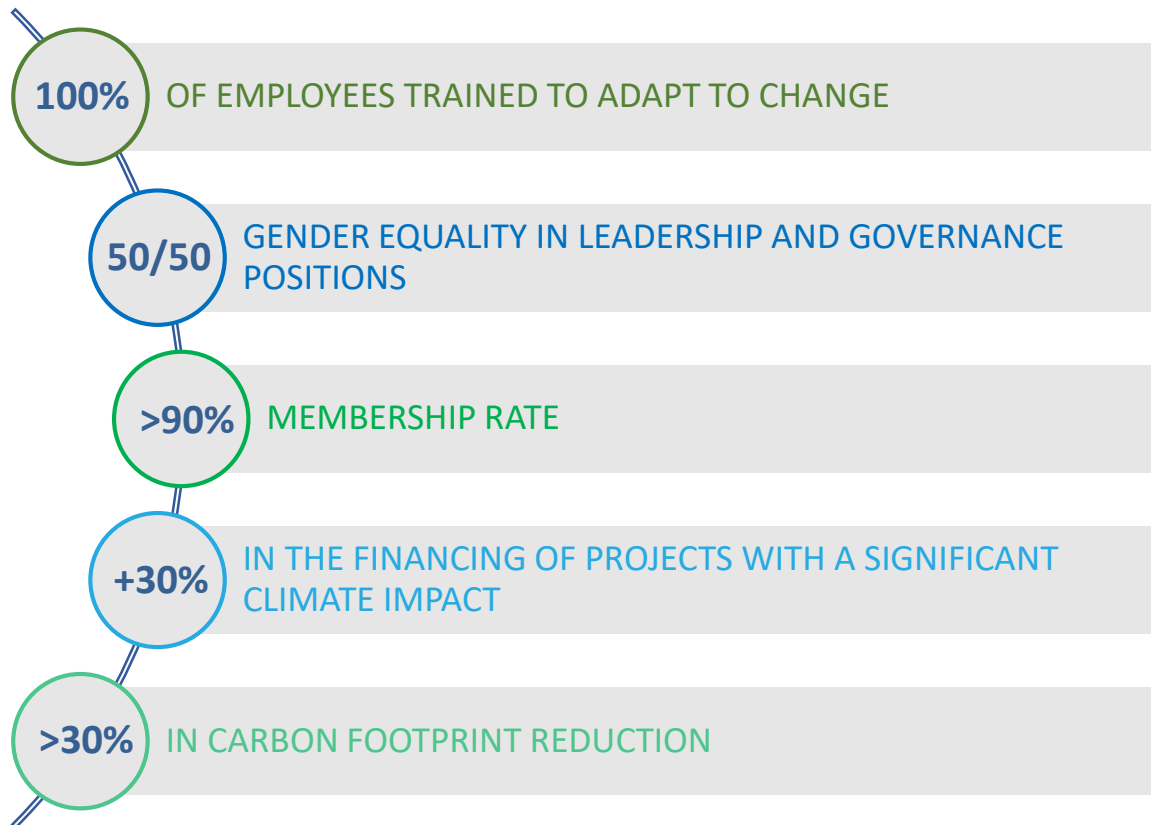 100%
OF EMPLOYEES TRAINED TO ADAPT TO CHANGE
50/50
GENDER EQUALITY IN LEADERSHIP AND GOVERNANCE
POSITIONS
>90%
MEMBERSHIP RATE
+30%
IN THE FINANCING OF PROJECTS WITH A SIGNIFICANT
CLIMATE IMPACT
>30%
IN CARBON FOOTPRINT REDUCTION